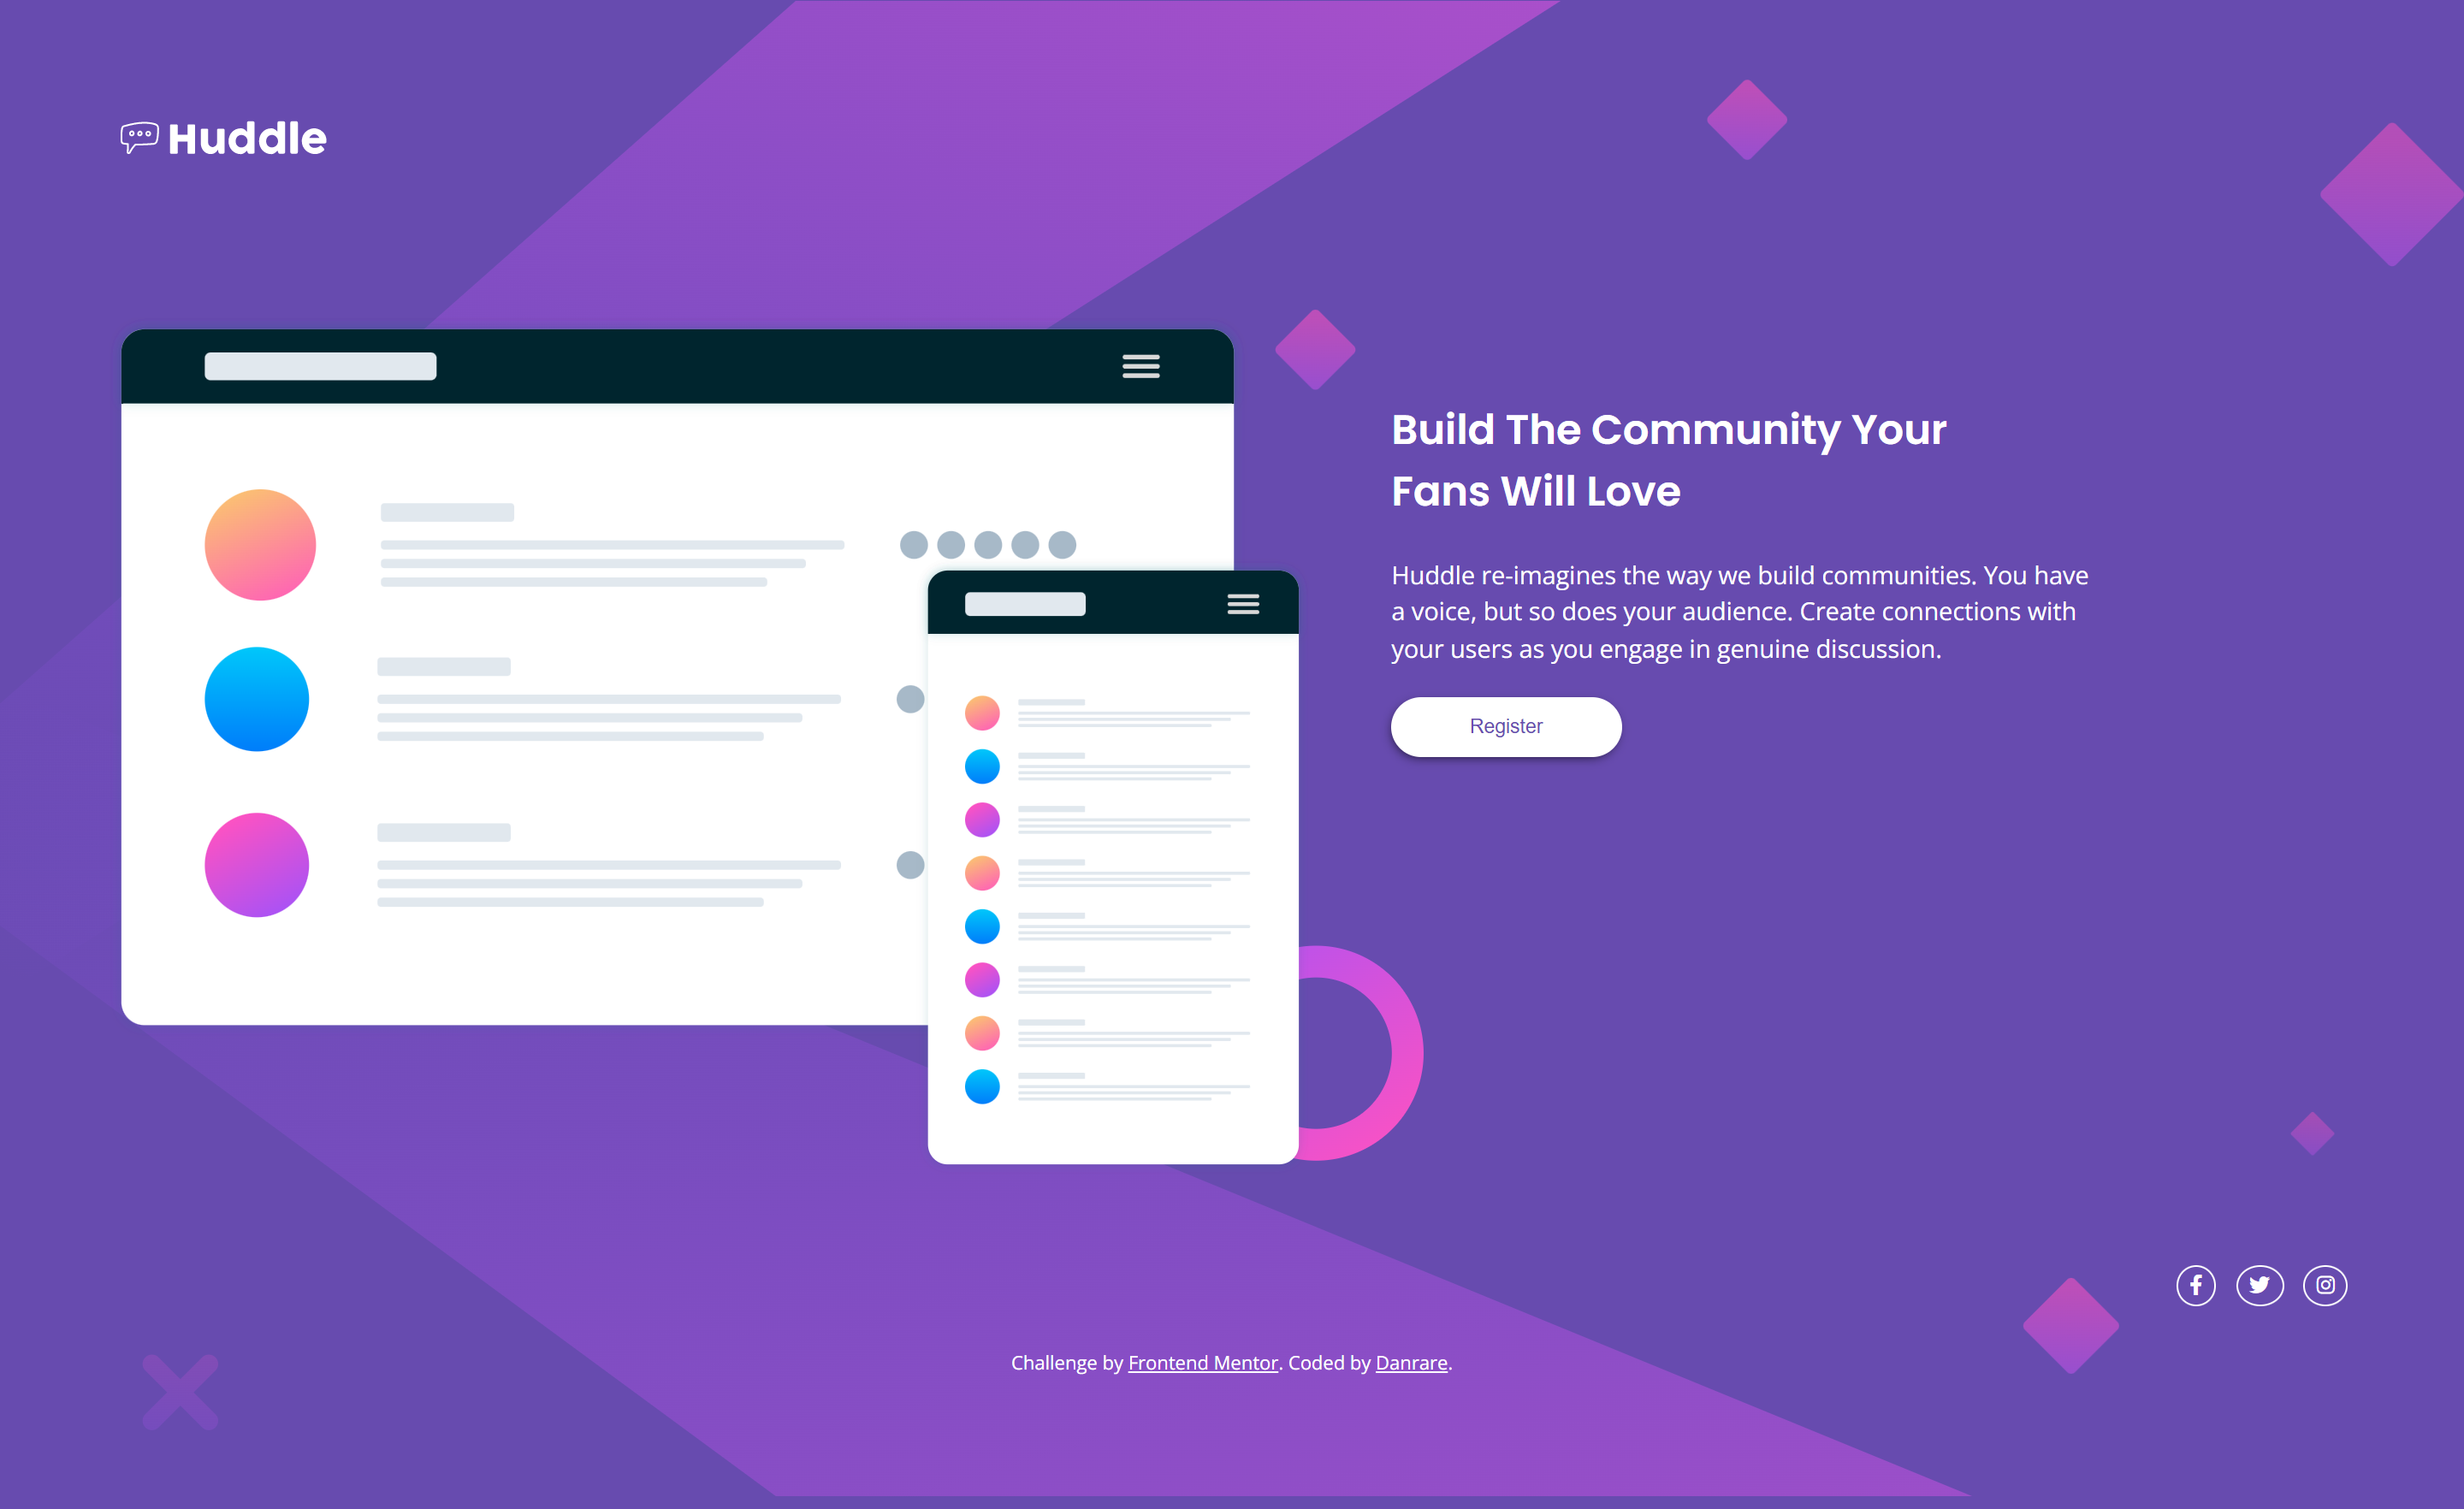 Huddle
Build The Community Your
Fans Will Love
Huddle re-imagines the way we build communities. You have
a voice, but so does your audience. Create connections with
your users as you engage in genuine discussion.
Register
Challenge by Frontend Mentor. Coded by Danrare.